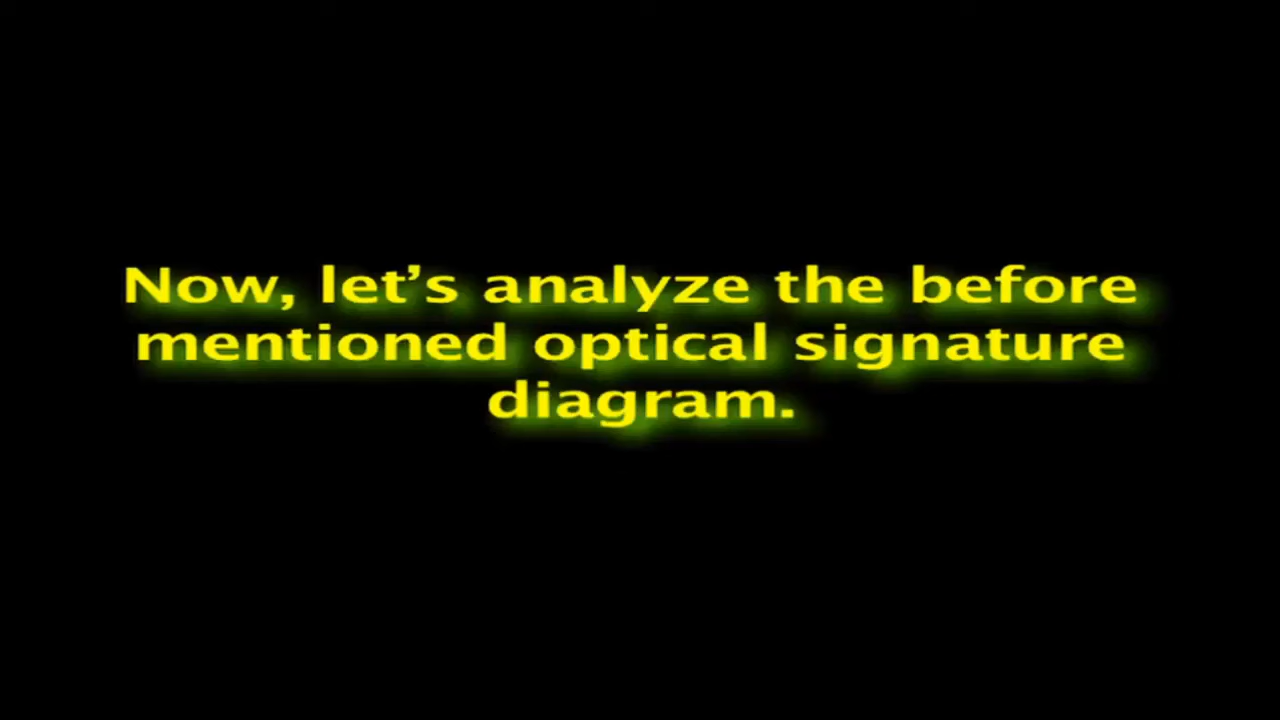 Now, let’s analyze the before
mentioned optical signature
diagram.